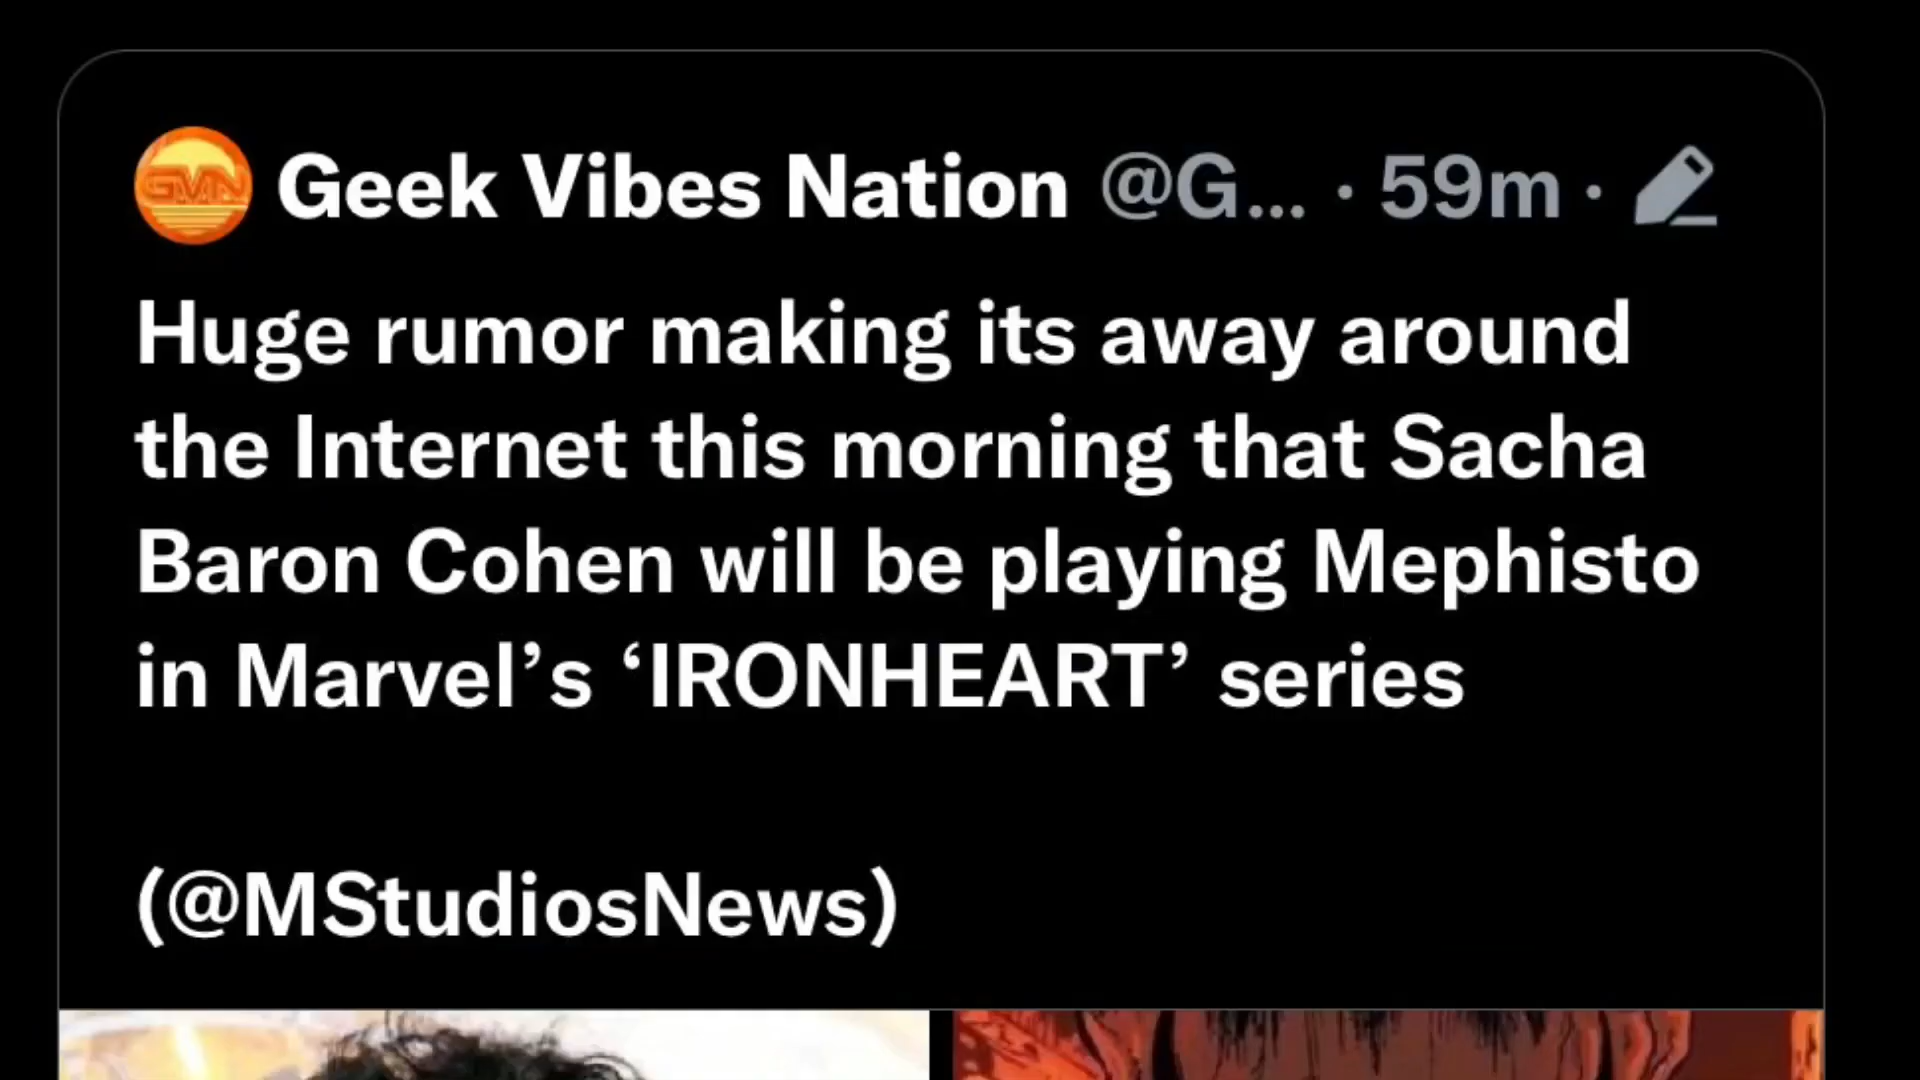 GVN
Geek Vibes Nation @G... · 59m ·
Huge rumor making its away around
the Internet this morning that Sacha
Baron Cohen will be playing Mephisto
in Marvel’s ‘IRONHEART’ series
(@MStudiosNews)